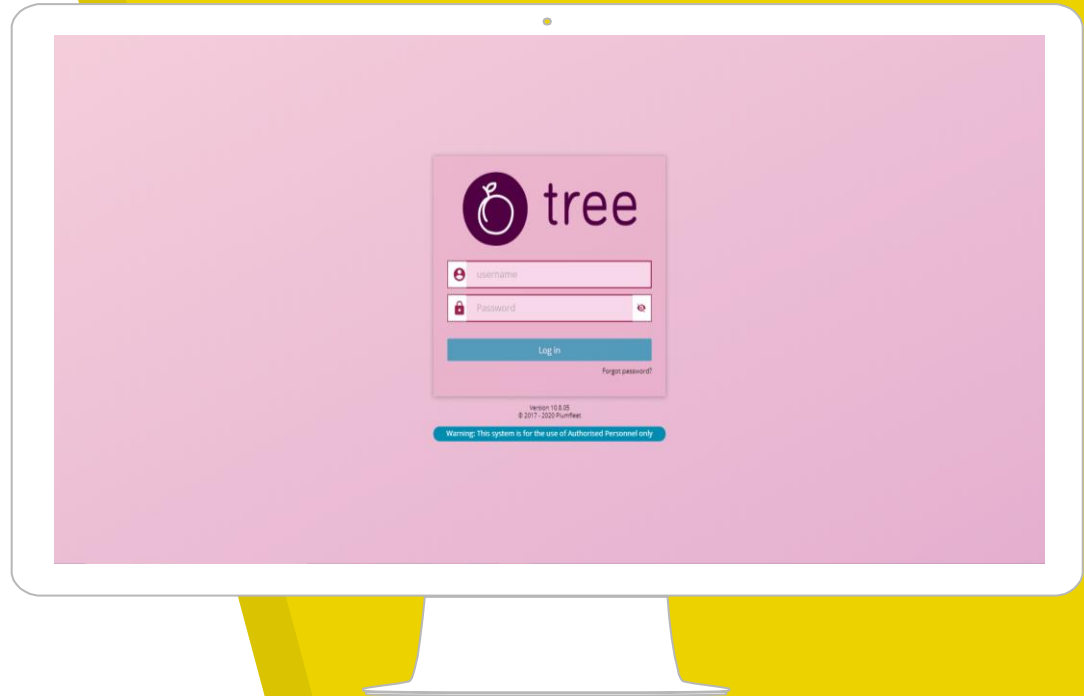 tree
username
Password
Log in
Forgot password?
Version 10.8.05
© 2017 - 2020 Plumfleet
Warning: This system is for the use of Authorised Personnel only